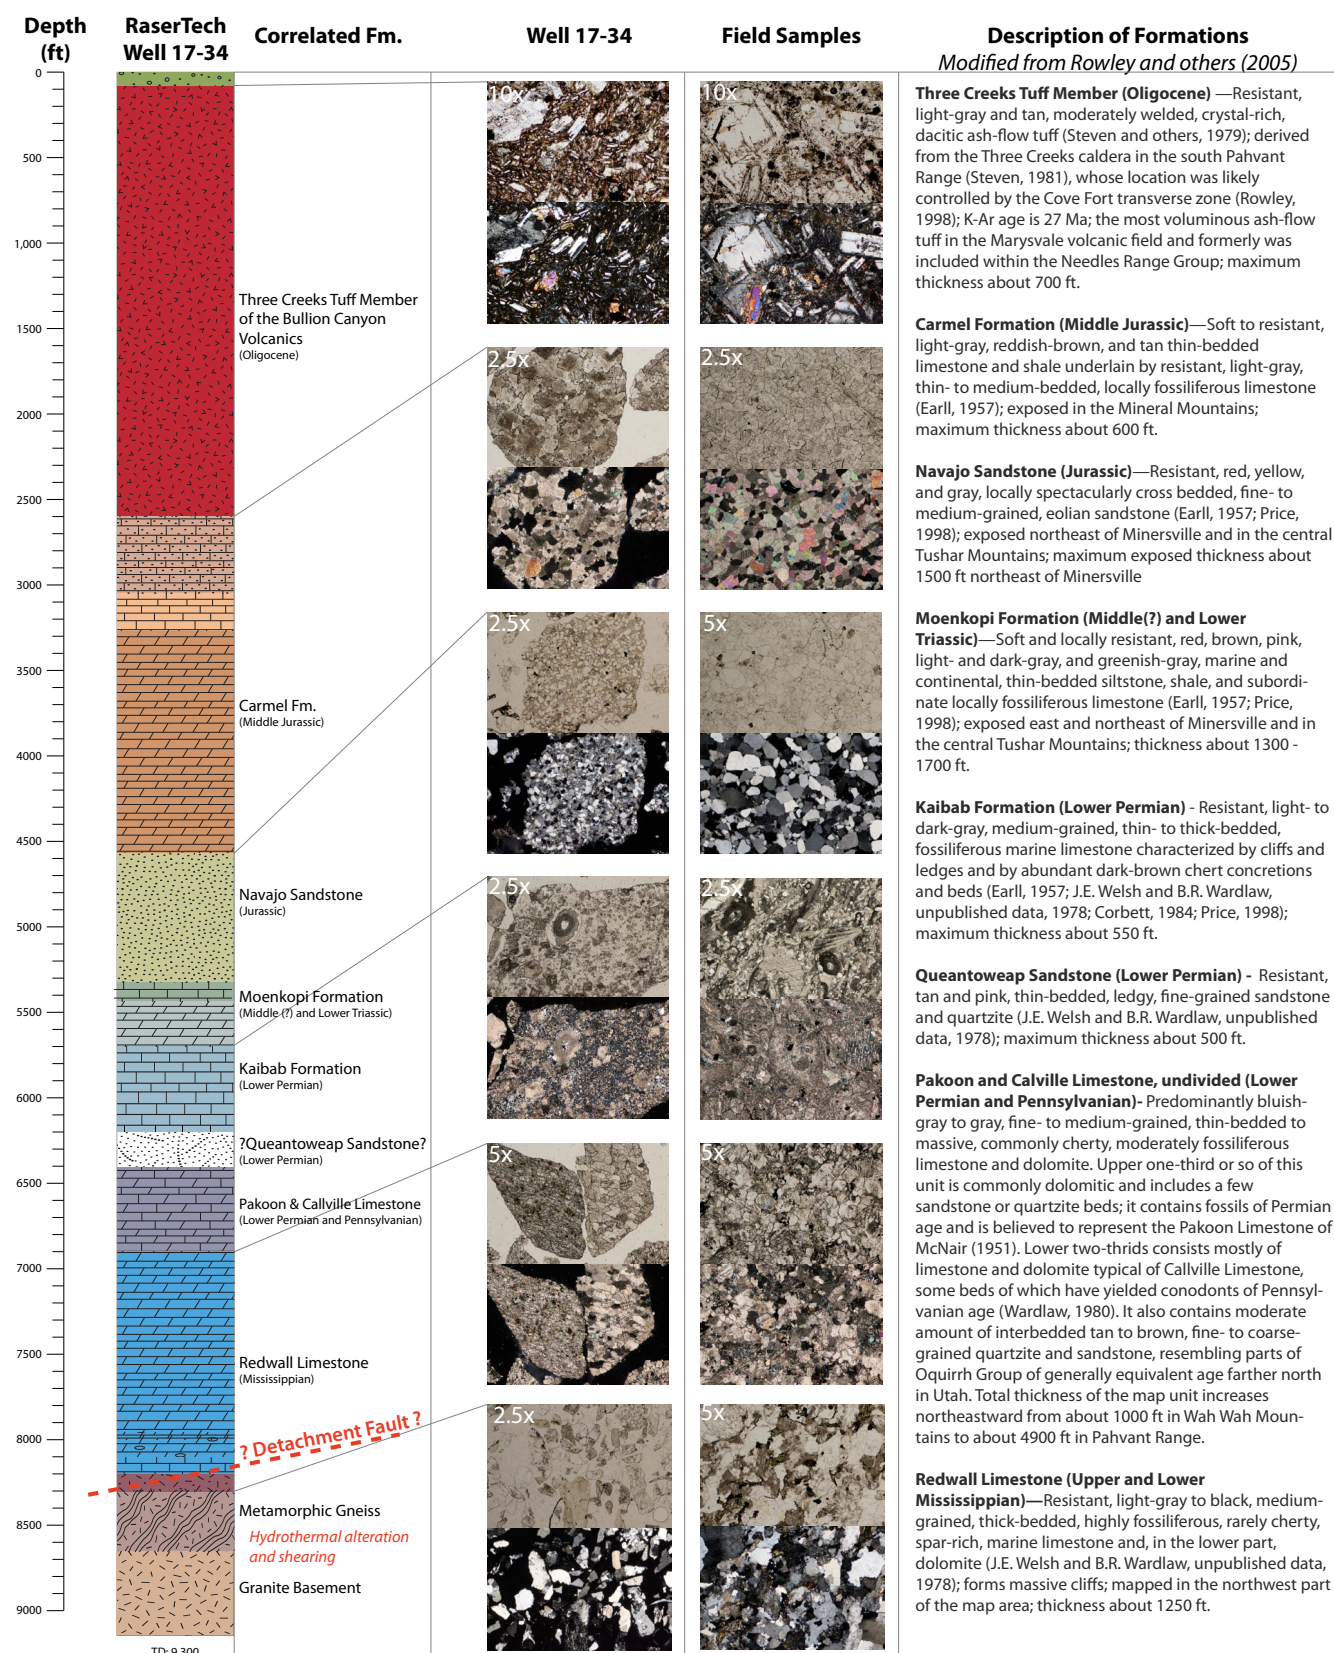 Depth
(ft)
RaserTech
Well 17-34
Correlated Fm.
Well 17-34
Field Samples
Description of Formations
Modified from Rowley and others (2005)
0
500
1,000
1500
2000
2500
3000
3500
4000
4500
5000
5500
6000
6500
7000
7500
8000
8500
9000
TD: 9,300
Three Creeks Tuff Member
of the Bullion Canyon
Volcanics
(Oligocene)
Carmel Fm.
(Middle Jurassic)
Navajo Sandstone
(Jurassic)
Moenkopi Formation
(Middle (?) and Lower Triassic)
Kaibab Formation
(Lower Permian)
?Queantoweap Sandstone?
(Lower Permian)
Pakoon & Callville Limestone
(Lower Permian and Pennsylvanian)
Redwall Limestone
(Mississippian)
? Detachment Fault ?
Metamorphic Gneiss
Hydrothermal alteration
and shearing
Granite Basement
10x
10x
2.5x
2.5x
2.5x
5x
2.5x
2.5x
5x
5x
2.5x
5x
Three Creeks Tuff Member (Oligocene) —Resistant,
light-gray and tan, moderately welded, crystal-rich,
dacitic ash-flow tuff (Steven and others, 1979); derived
from the Three Creeks caldera in the south Pahvant
Range (Steven, 1981), whose location was likely
controlled by the Cove Fort transverse zone (Rowley,
1998); K-Ar age is 27 Ma; the most voluminous ash-flow
tuff in the Marysvale volcanic field and formerly was
included within the Needles Range Group; maximum
thickness about 700 ft.
Carmel Formation (Middle Jurassic)—Soft to resistant,
light-gray, reddish-brown, and tan thin-bedded
limestone and shale underlain by resistant, light-gray,
thin- to medium-bedded, locally fossiliferous limestone
(Earll, 1957); exposed in the Mineral Mountains;
maximum thickness about 600 ft.
Navajo Sandstone (Jurassic)—Resistant, red, yellow,
and gray, locally spectacularly cross bedded, fine- to
medium-grained, eolian sandstone (Earll, 1957; Price,
1998); exposed northeast of Minersville and in the central
Tushar Mountains; maximum exposed thickness about
1500 ft northeast of Minersville
Moenkopi Formation (Middle(?) and Lower
Triassic)—Soft and locally resistant, red, brown, pink,
light- and dark-gray, and greenish-gray, marine and
continental, thin-bedded siltstone, shale, and subordi-
nate locally fossiliferous limestone (Earll, 1957; Price,
1998); exposed east and northeast of Minersville and in
the central Tushar Mountains; thickness about 1300 -
1700 ft.
Kaibab Formation (Lower Permian) - Resistant, light- to
dark-gray, medium-grained, thin- to thick-bedded,
fossiliferous marine limestone characterized by cliffs and
ledges and by abundant dark-brown chert concretions
and beds (Earll, 1957; J.E. Welsh and B.R. Wardlaw,
unpublished data, 1978; Corbett, 1984; Price, 1998);
maximum thickness about 550 ft.
Queantoweap Sandstone (Lower Permian) - Resistant,
tan and pink, thin-bedded, ledgy, fine-grained sandstone
and quartzite (J.E. Welsh and B.R. Wardlaw, unpublished
data, 1978); maximum thickness about 500 ft.
Pakoon and Calville Limestone, undivided (Lower
Permian and Pennsylvanian)- Predominantly bluish-
gray to gray, fine- to medium-grained, thin-bedded to
massive, commonly cherty, moderately fossiliferous
limestone and dolomite. Upper one-third or so of this
unit is commonly dolomitic and includes a few
sandstone or quartzite beds; it contains fossils of Permian
age and is believed to represent the Pakoon Limestone of
McNair (1951). Lower two-thrids consists mostly of
limestone and dolomite typical of Callville Limestone,
some beds of which have yielded conodonts of Pennsyl-
vanian age (Wardlaw, 1980). It also contains moderate
amount of interbedded tan to brown, fine- to coarse-
grained quartzite and sandstone, resembling parts of
Oquirrh Group of generally equivalent age farther north
in Utah. Total thickness of the map unit increases
northeastward from about 1000 ft in Wah Wah Moun-
tains to about 4900 ft in Pahvant Range.
Redwall Limestone (Upper and Lower
Mississippian)—Resistant, light-gray to black, medium-
grained, thick-bedded, highly fossiliferous, rarely cherty,
spar-rich, marine limestone and, in the lower part,
dolomite (J.E. Welsh and B.R. Wardlaw, unpublished data,
1978); forms massive cliffs; mapped in the northwest part
of the map area; thickness about 1250 ft.